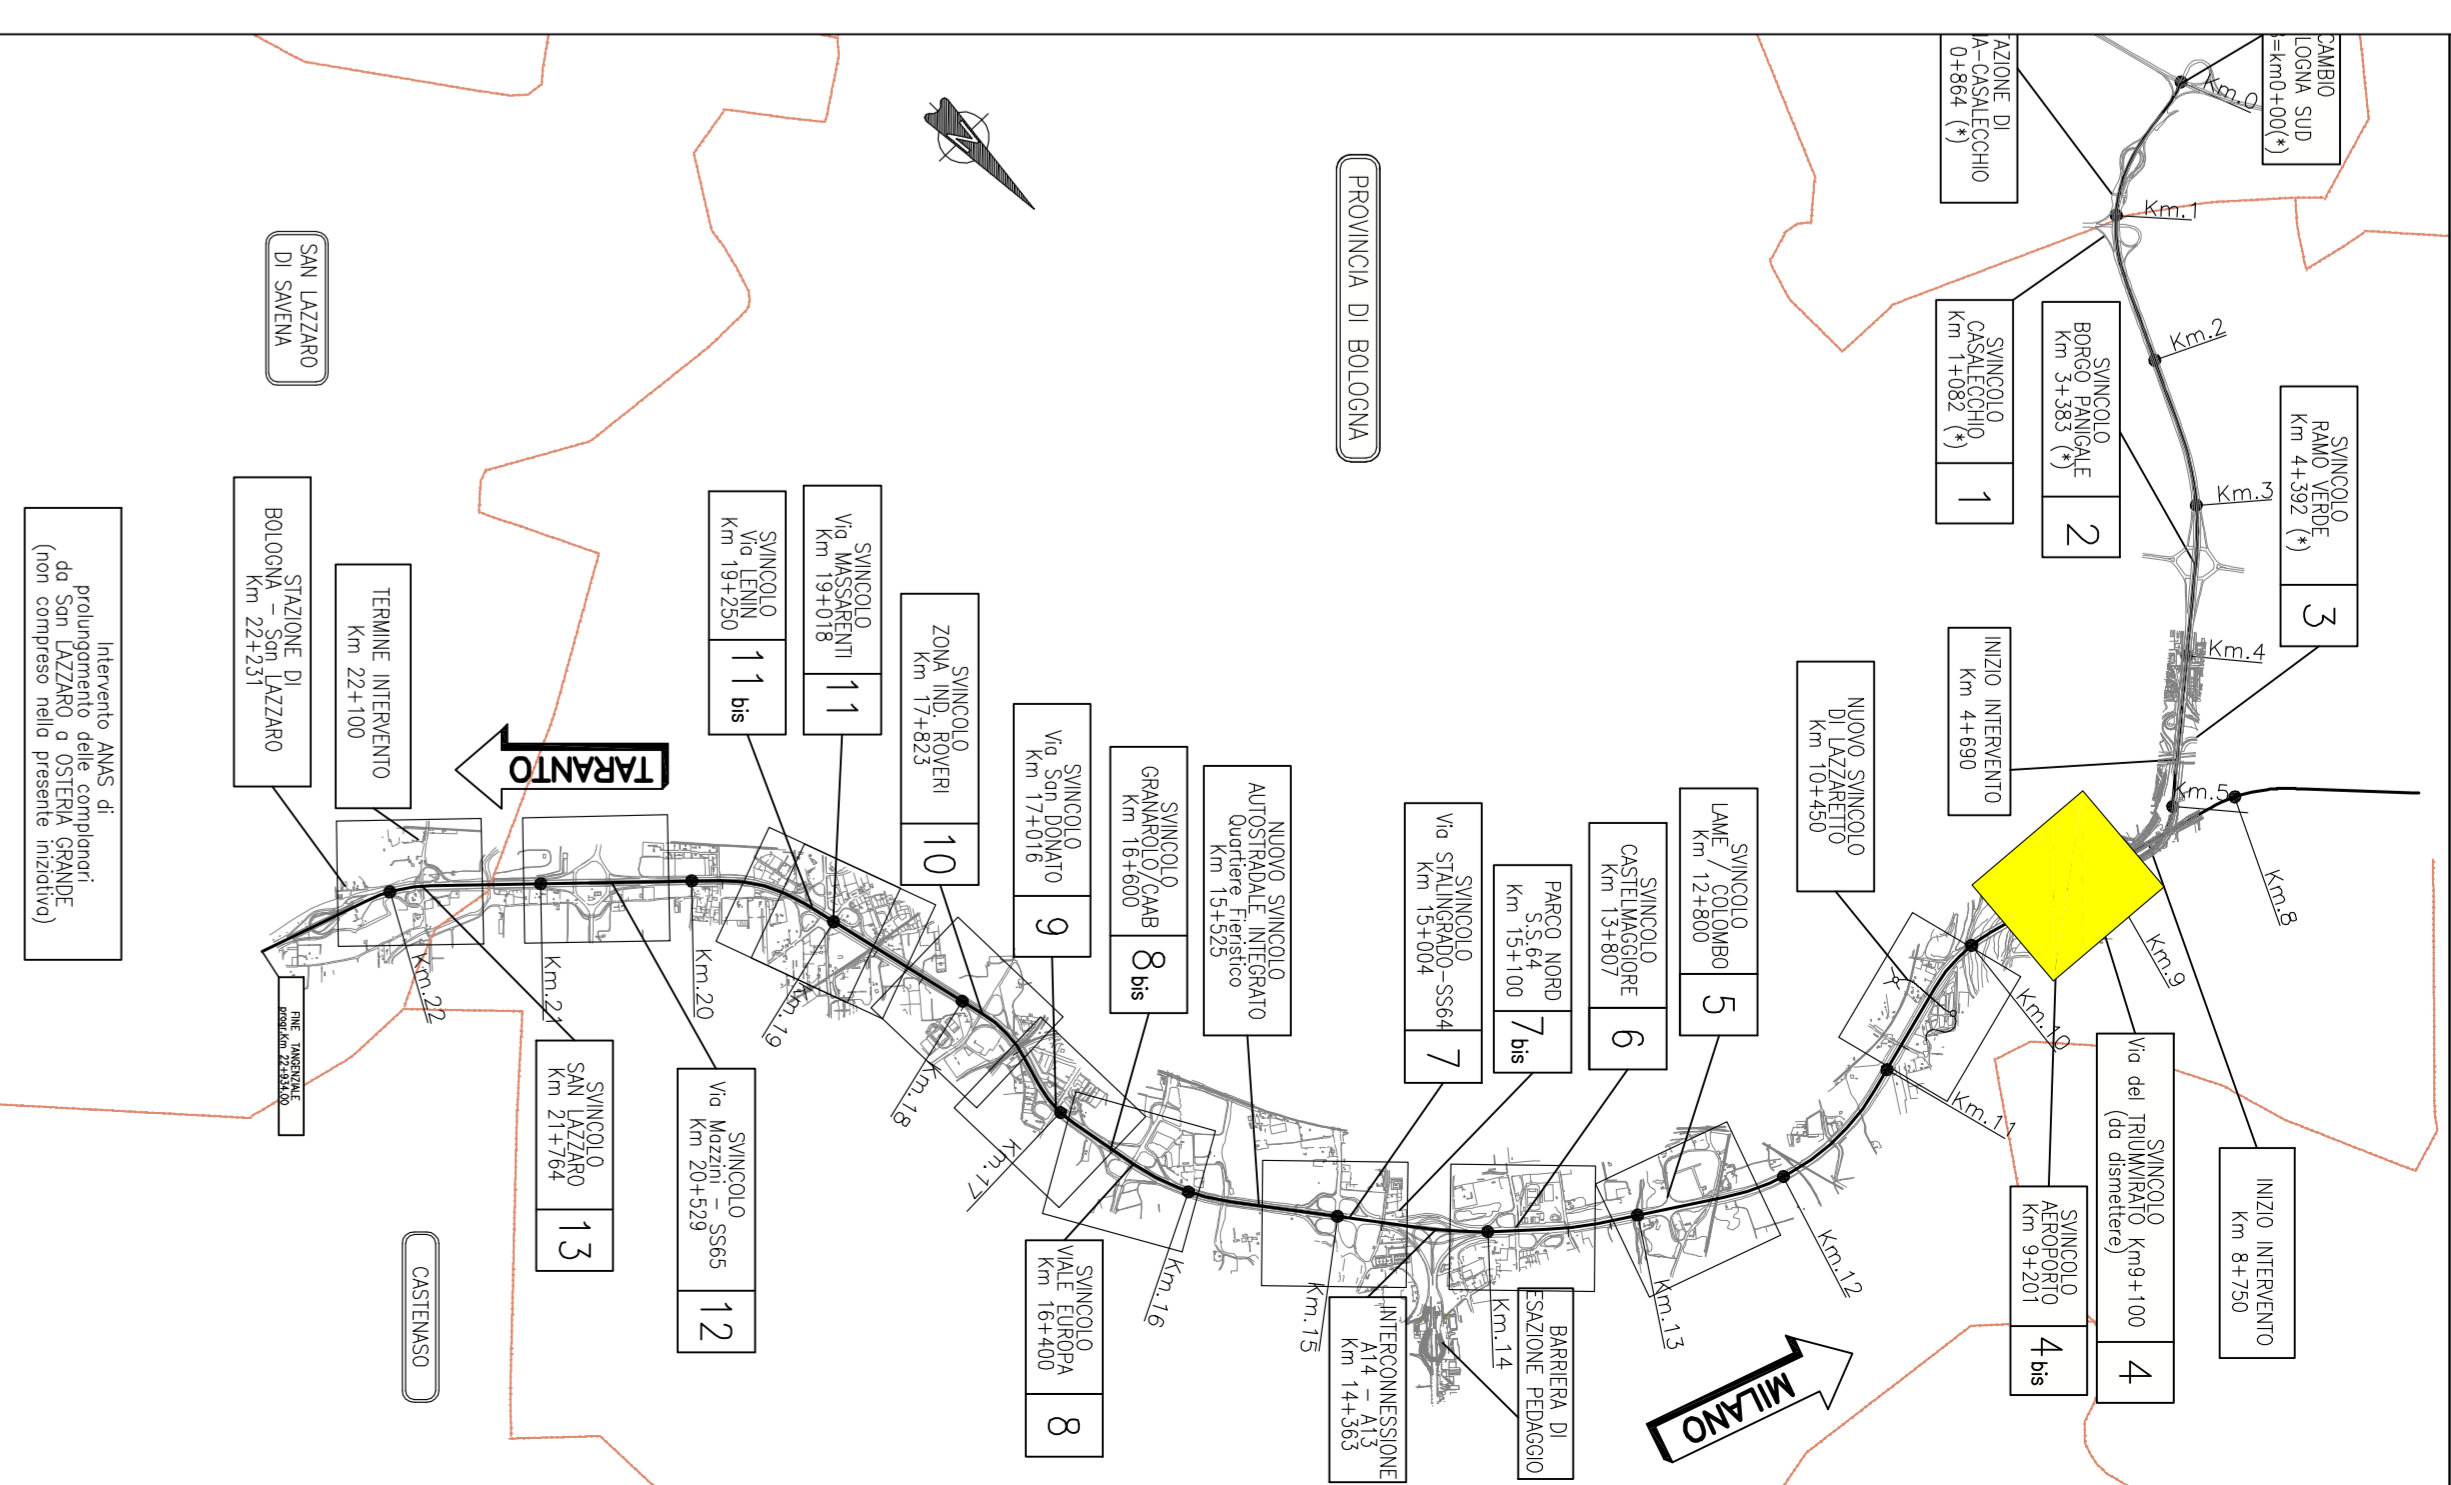 CAMBIO
LOGNA SUD
=km0+00(*)
TAZIONE DI
A-CASALECCHIO
0+864 (*)
SVINCOLO
CASALECCHIO
Km 1+082 (*)
1
SVINCOLO
BORGO PANIGALE
Km 3+383 (*)
2
SVINCOLO
RAMO VERDE
Km 4+392 (*)
3
INIZIO INTERVENTO
Km 4+690
NUOVO SVINCOLO
DI LAZZARETTO
Km 10+450
SVINCOLO
LAME / COLOMBO
Km 12+800
5
SVINCOLO
CASTELMAGGIORE
Km 13+807
6
PARCO NORD
S.S.64
Km 15+100
7 bis
SVINCOLO
Via STALINGRADO-SS64
Km 15+004
7
NUOVO SVINCOLO
AUTOSTRADALE INTEGRATO
Quartiere Fieristico
Km 15+525
SVINCOLO
GRANAROLO/CAAB
Km 16+600
8 bis
SVINCOLO
Via San DONATO
Km 17+016
9
SVINCOLO
ZONA IND. ROVERI
Km 17+823
10
SVINCOLO
Via MASSARENTI
Km 19+018
11
SVINCOLO
Via LENIN
Km 19+250
11 bis
TERMINE INTERVENTO
Km 22+100
STAZIONE DI
BOLOGNA - San LAZZARO
Km 22+231
Intervento ANAS di
prolungamento delle complanari
da San LAZZARO a OSTERIA GRANDE
(non compreso nella presente iniziativa)
PROVINCIA DI BOLOGNA
SAN LAZZARO
DI SAVENA
CASTENASO
N
TARANTO
MILANO
INIZIO INTERVENTO
Km 8+750
SVINCOLO
Via del TRIUMVIRATO Km9+100
(da dismettere)
4
SVINCOLO
AEROPORTO
Km 9+201
4 bis
BARRIERA DI
ESAZIONE PEDAGGIO
INTERCONNESSIONE
A14 - A13
Km 14+363
SVINCOLO
VIALE EUROPA
Km 16+400
8
SVINCOLO
Via Mazzini - SS65
Km 20+529
12
SVINCOLO
SAN LAZZARO
Km 21+764
13
FINE TANGENZIALE
progr.Km 22+934.00
Km.0
Km.1
Km.2
Km.3
Km.4
Km.5
Km.8
Km.9
Km.10
Km.11
Km.12
Km.13
Km.14
Km.15
Km.16
Km.17
Km.18
Km.19
Km.20
Km.21
Km.22